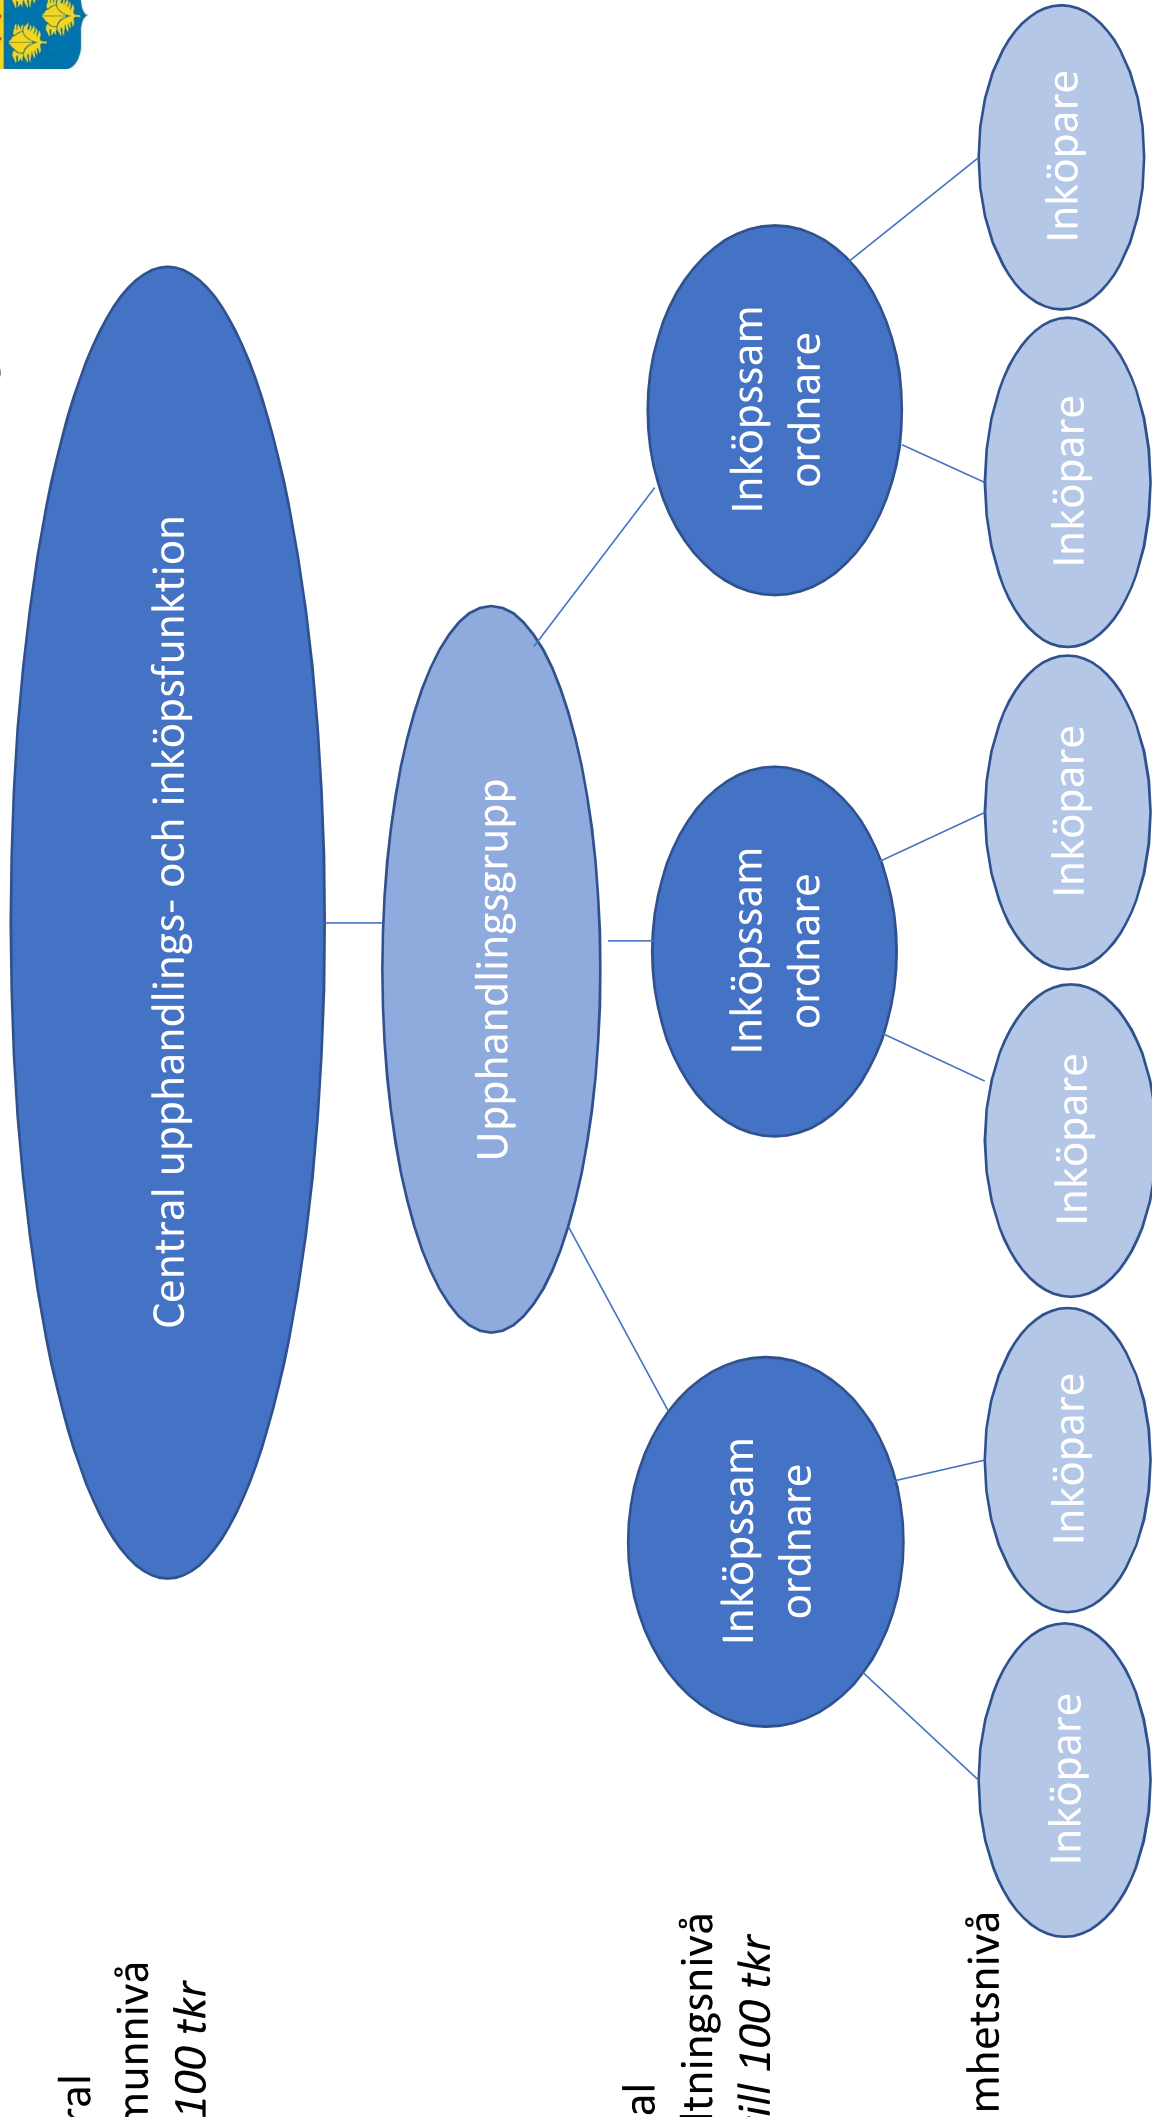 Central upphandlings- och inköpsfunktion
Upphandlingsgrupp
Inköpssam
ordnare
Inköpssam
ordnare
Inköpssam
ordnare
Inköpare
Inköpare
Inköpare
Inköpare
Inköpare
Inköpare
ral
munnivå
100 tkr
al
ltningsnivå
ill 100 tkr
mhetsnivå